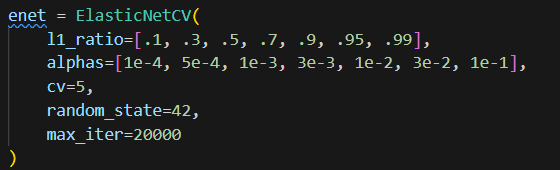 enet = ElasticNetCV(
    l1_ratio=[.1, .3, .5, .7, .9, .95, .99],
    alphas=[1e-4, 5e-4, 1e-3, 3e-3, 1e-2, 3e-2, 1e-1],
    cv=5,
    random_state=42,
    max_iter=20000
)